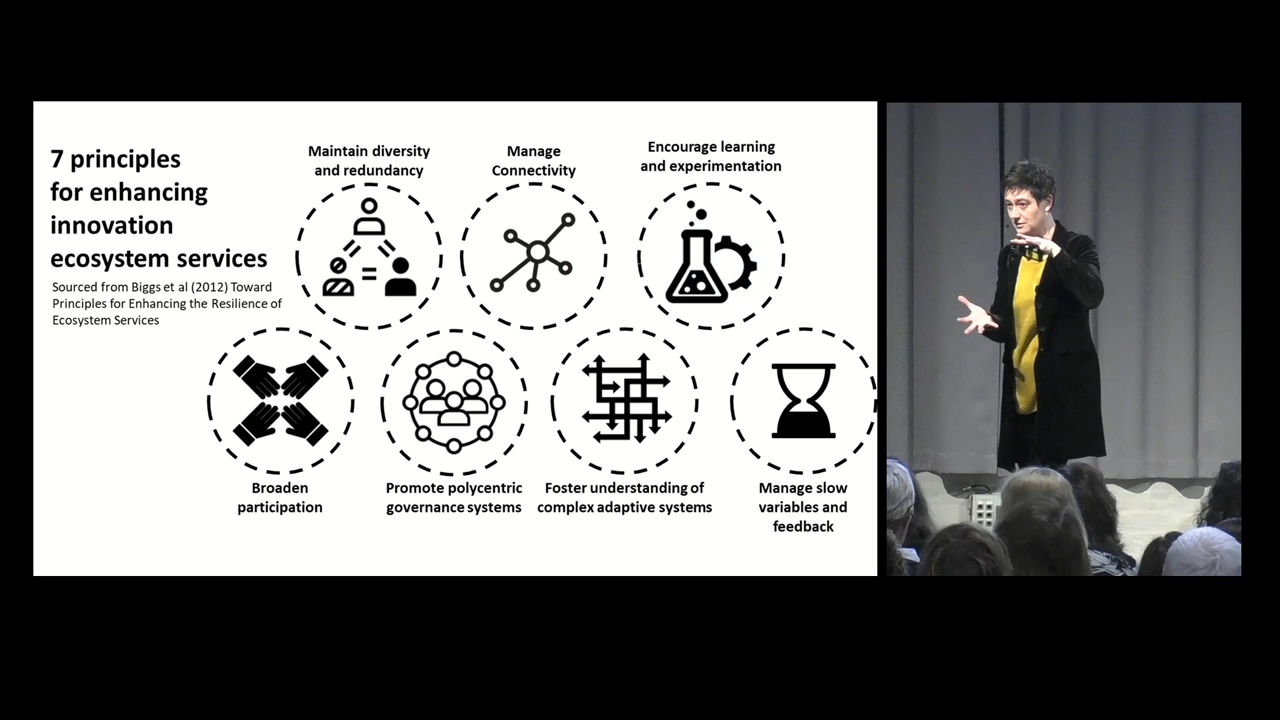 7 principles
for enhancing
innovation
ecosystem services
Sourced from Biggs et al (2012) Toward
Principles for Enhancing the Resilience of
Ecosystem Services
Maintain diversity
and redundancy
Manage
Connectivity
Encourage learning
and experimentation
Broaden
participation
Promote polycentric
governance systems
Foster understanding of
complex adaptive systems
Manage slow
variables and
feedback